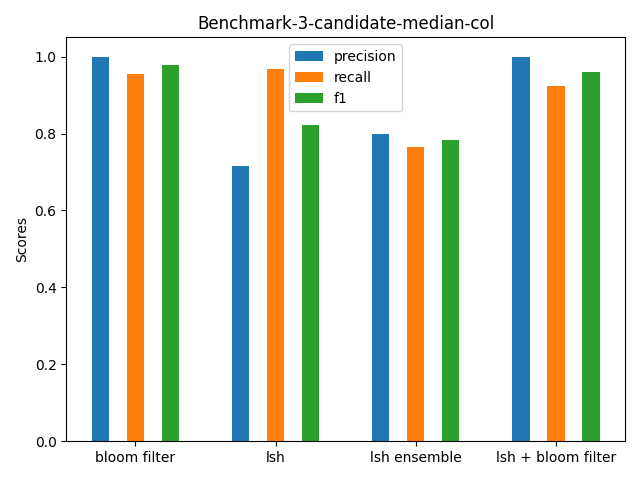 Benchmark-3-candidate-median-col
precision
recall
f1
Scores
1.0
0.8
0.6
0.4
0.2
0.0
bloom filter
lsh
lsh ensemble
lsh + bloom filter